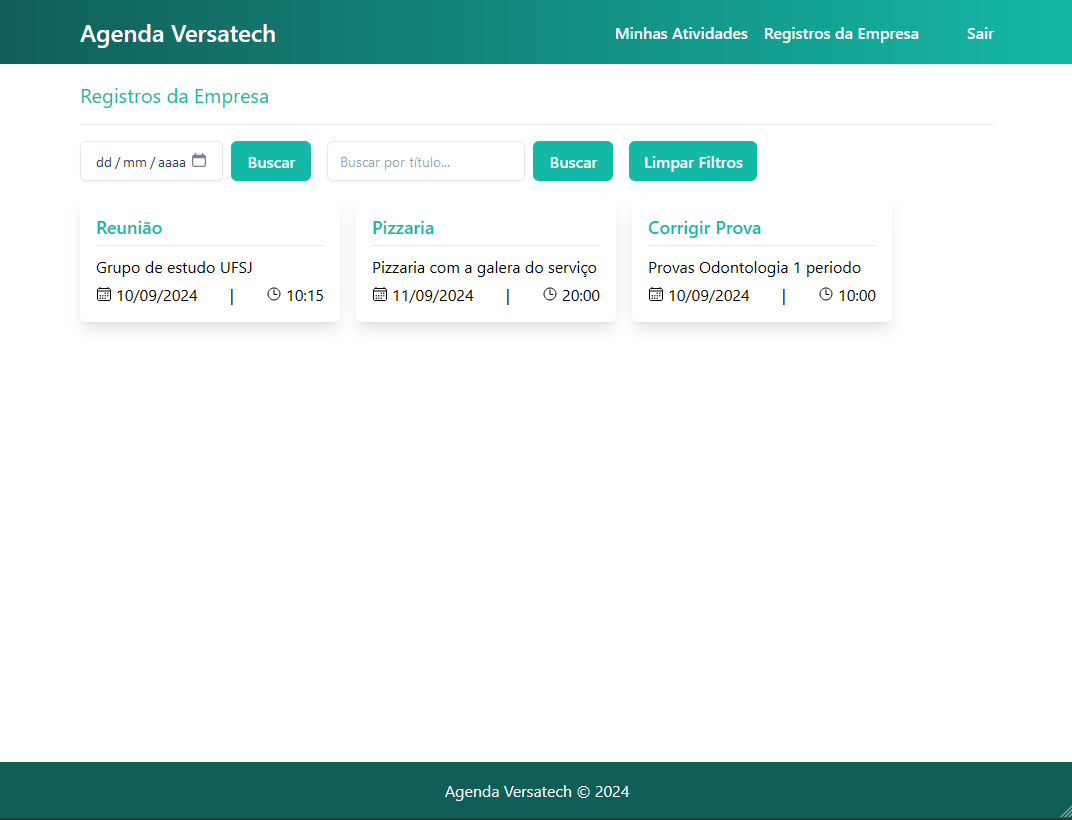 Agenda Versatech
Minhas Atividades Registros da Empresa Sair
Registros da Empresa
dd / mm / aaaa Buscar Buscar por título... Buscar Limpar Filtros
Reunião
Grupo de estudo UFSJ
10/09/2024 | 10:15
Pizzaria
Pizzaria com a galera do serviço
11/09/2024 | 20:00
Corrigir Prova
Provas Odontologia 1 periodo
10/09/2024 | 10:00
Agenda Versatech © 2024